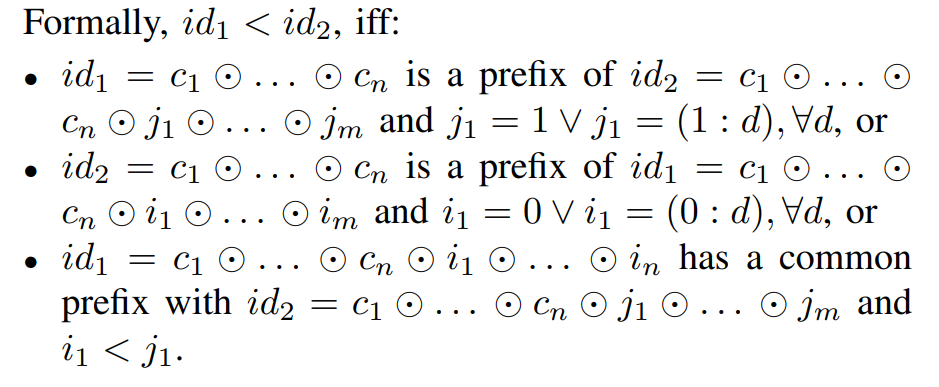 Formally, id₁ < id₂, iff:
• id₁ = c₁ ⊙ … ⊙ cₙ is a prefix of id₂ = c₁ ⊙ … ⊙
cₙ ⊙ j₁ ⊙ … ⊙ jₘ and j₁ = 1 ∨ j₁ = (1 : d), ∀d, or
• id₂ = c₁ ⊙ … ⊙ cₙ is a prefix of id₁ = c₁ ⊙ … ⊙
cₙ ⊙ i₁ ⊙ … ⊙ iₘ and i₁ = 0 ∨ i₁ = (0 : d), ∀d, or
• id₁ = c₁ ⊙ … ⊙ cₙ ⊙ i₁ ⊙ … ⊙ iₙ has a common
prefix with id₂ = c₁ ⊙ … ⊙ cₙ ⊙ j₁ ⊙ … ⊙ jₘ and
i₁ < j₁.